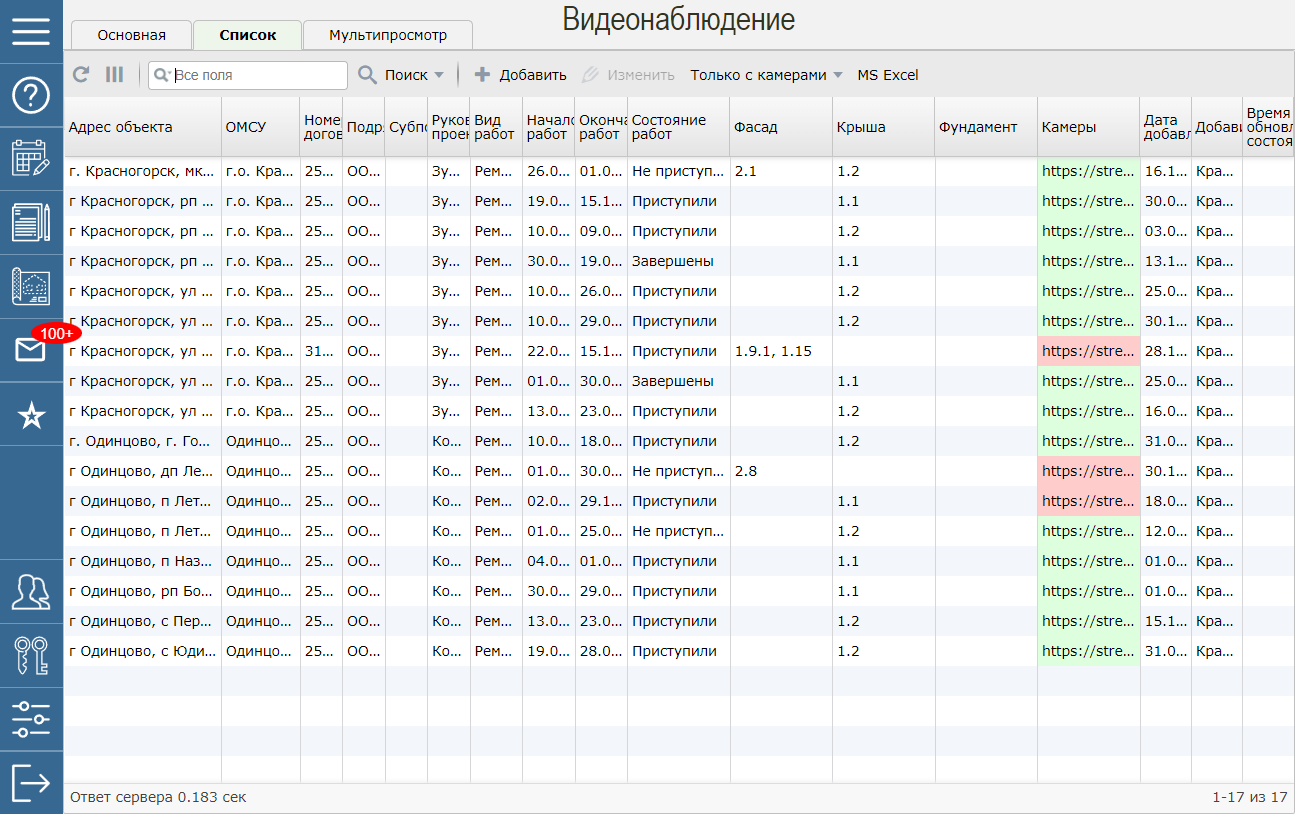 Видеонаблюдение
Основная Список Мультипросмотр
Все поля Поиск Добавить Изменить Только с камерами MS Excel
Адрес объекта ОМСУ Номе догов Подр Субпо Руков проек Вид работ Начало работ Оконча работ Состояние работ Фасад Крыша Фундамент Камеры Дата добавл Добави Время обновл состоя
г. Красногорск, мк... г.о. Кра... 25... ОО... Зу... Рем... 26.0... 01.0... Не приступ... 2.1 1.2 https://stre... 16.1... Кра...
г Красногорск, рп ... г.о. Кра... 25... ОО... Зу... Рем... 19.0... 15.1... Приступили 1.1 https://stre... 30.0... Кра...
г Красногорск, рп ... г.о. Кра... 25... ОО... Зу... Рем... 10.0... 09.0... Приступили 1.2 https://stre... 03.0... Кра...
г Красногорск, рп ... г.о. Кра... 25... ОО... Зу... Рем... 30.0... 19.0... Завершены 1.1 https://stre... 13.1... Кра...
г Красногорск, ул ... г.о. Кра... 25... ОО... Зу... Рем... 10.0... 26.0... Приступили 1.2 https://stre... 25.0... Кра...
г Красногорск, ул ... г.о. Кра... 25... ОО... Зу... Рем... 10.0... 29.0... Приступили 1.2 https://stre... 30.1... Кра...
100+
г Красногорск, ул ... г.о. Кра... 31... ОО... Зу... Рем... 22.0... 15.1... Приступили 1.9.1, 1.15 https://stre... 28.1... Кра...
г Красногорск, ул ... г.о. Кра... 25... ОО... Зу... Рем... 01.0... 30.0... Завершены 1.1 https://stre... 25.0... Кра...
г Красногорск, ул ... г.о. Кра... 25... ОО... Зу... Рем... 13.0... 23.0... Приступили 1.2 https://stre... 16.0... Кра...
г. Одинцово, г. Го... Одинцо... 25... ОО... Ко... Рем... 10.0... 18.0... Приступили 1.2 https://stre... 31.0... Кра...
г Одинцово, дп Ле... Одинцо... 25... ОО... Ко... Рем... 01.0... 30.0... Не приступ... 2.8 https://stre... 30.1... Кра...
г Одинцово, п Лет... Одинцо... 25... ОО... Ко... Рем... 02.0... 29.1... Приступили 1.1 https://stre... 18.0... Кра...
г Одинцово, п Лет... Одинцо... 25... ОО... Ко... Рем... 01.0... 25.0... Не приступ... 1.2 https://stre... 12.0... Кра...
г Одинцово, п Наз... Одинцо... 25... ОО... Ко... Рем... 04.0... 01.0... Приступили 1.1 https://stre... 01.0... Кра...
г Одинцово, рп Бо... Одинцо... 25... ОО... Ко... Рем... 30.0... 29.0... Приступили 1.1 https://stre... 01.0... Кра...
г Одинцово, с Пер... Одинцо... 25... ОО... Ко... Рем... 13.0... 23.0... Приступили 1.2 https://stre... 15.1... Кра...
г Одинцово, с Юди... Одинцо... 25... ОО... Ко... Рем... 19.0... 28.0... Приступили 1.2 https://stre... 31.0... Кра...
Ответ сервера 0.183 сек 1-17 из 17